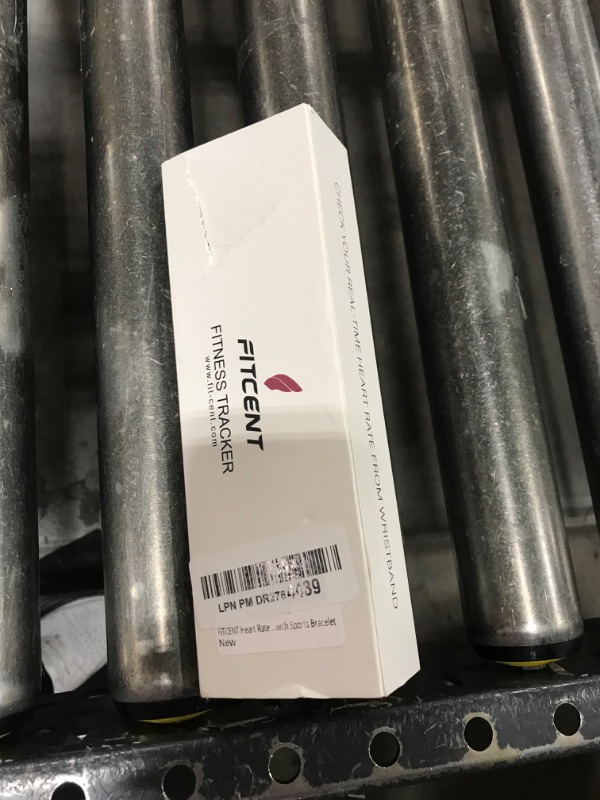 FITCENT
FITNESS TRACKER
www.fit-cent.com
CHECK YOUR REAL-TIME HEART RATE FROM WRISTBAND
LPN PM DR2784439
FITCENT Heart Rate ...with Sports Bracelet
New